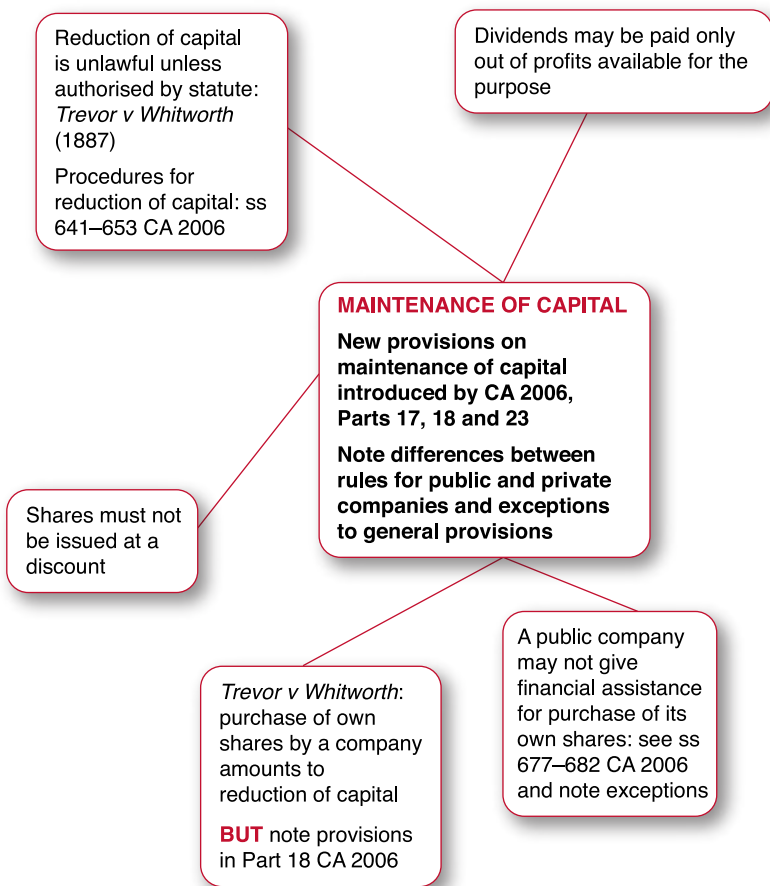 Reduction of capital
is unlawful unless
authorised by statute:
Trevor v Whitworth
(1887)
Procedures for
reduction of capital: ss
641–653 CA 2006
Dividends may be paid only
out of profits available for the
purpose
MAINTENANCE OF CAPITAL
New provisions on
maintenance of capital
introduced by CA 2006,
Parts 17, 18 and 23
Note differences between
rules for public and private
companies and exceptions
to general provisions
Shares must not
be issued at a
discount
Trevor v Whitworth:
purchase of own
shares by a company
amounts to
reduction of capital
BUT note provisions
in Part 18 CA 2006
A public company
may not give
financial assistance
for purchase of its
own shares: see ss
677–682 CA 2006
and note exceptions